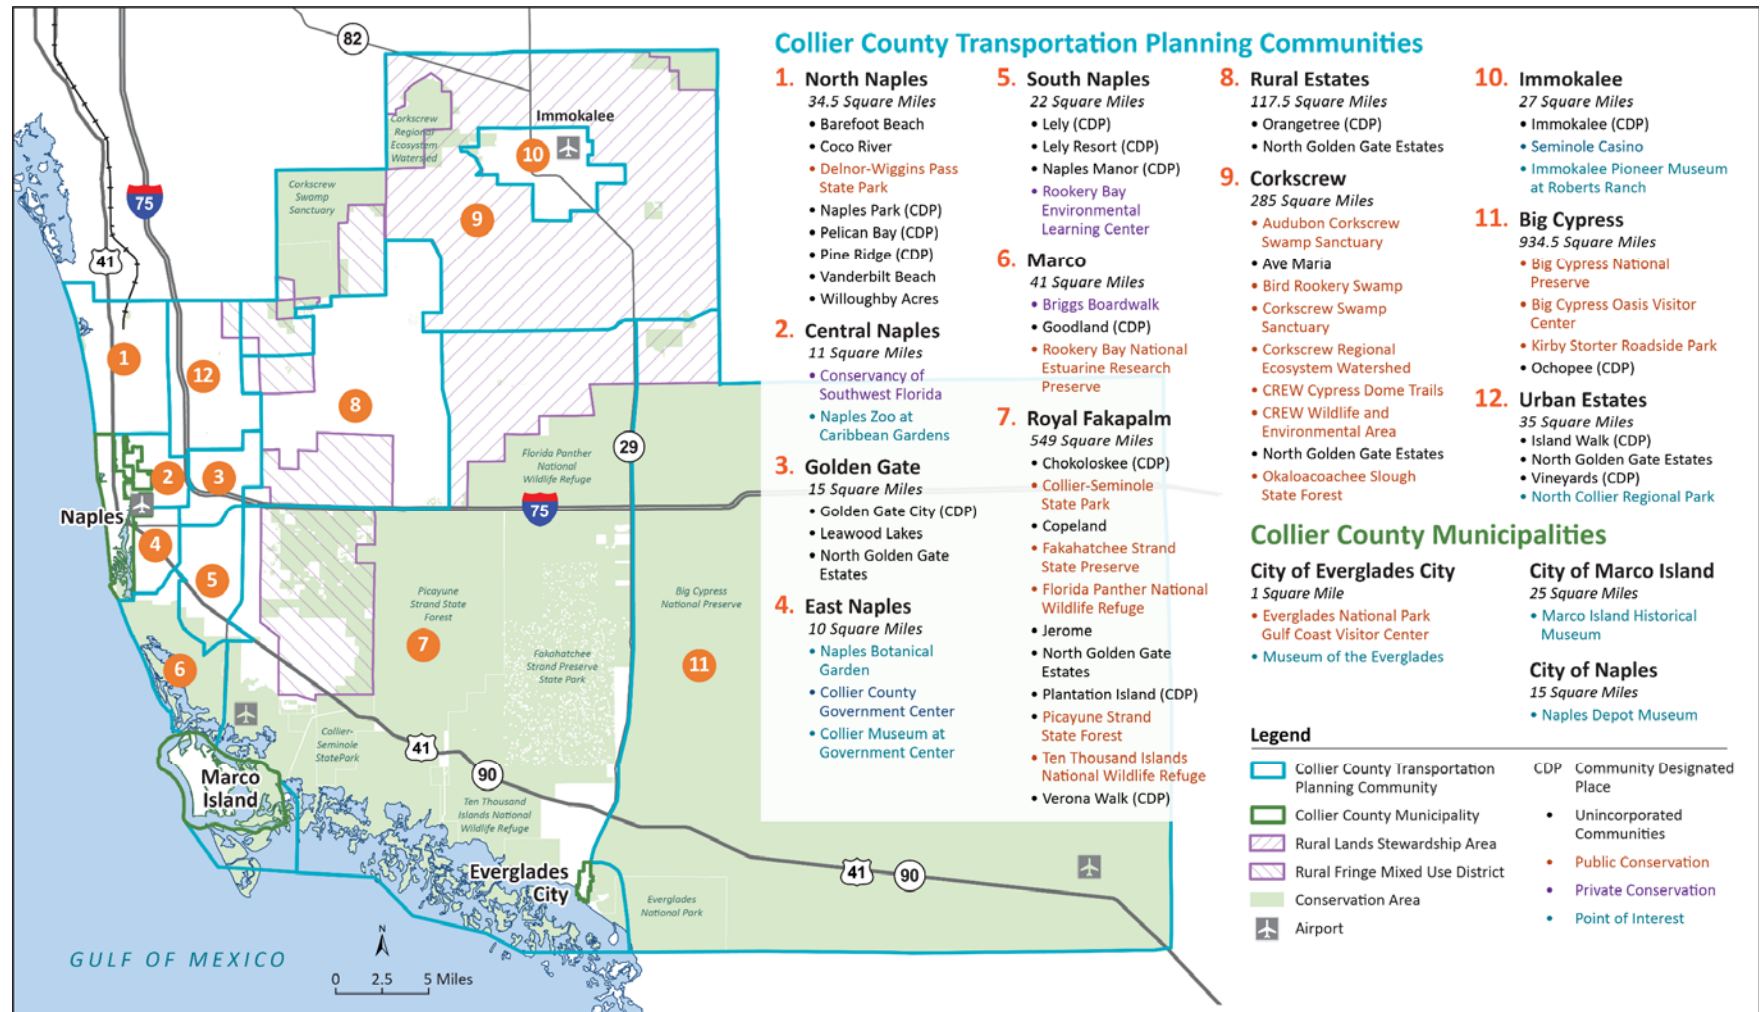 82
Immokalee
Corkscrew
Regional
Ecosystem
Watershed
10
Corkscrew
Swamp
Sanctuary
75
9
41
1
12
8
29
2
3
Florida Panther
National
Wildlife Refuge
75
Naples
4
5
Picayune
Strand State
Forest
Big Cypress
National Preserve
7
Fakahatchee
Strand Preserve
State Park
11
6
Collier-
Seminole
StatePark
41
90
Marco
Island
Ten Thousand
Islands National
Wildlife Refuge
Everglades
City
41
90
Everglades
National Park
GULF OF MEXICO
N
0 2.5 5 Miles
Collier County Transportation Planning Communities
1. North Naples
34.5 Square Miles
• Barefoot Beach
• Coco River
• Delnor-Wiggins Pass
State Park
• Naples Park (CDP)
• Pelican Bay (CDP)
• Pine Ridge (CDP)
• Vanderbilt Beach
• Willoughby Acres
2. Central Naples
11 Square Miles
• Conservancy of
Southwest Florida
• Naples Zoo at
Caribbean Gardens
3. Golden Gate
15 Square Miles
• Golden Gate City (CDP)
• Leawood Lakes
• North Golden Gate
Estates
4. East Naples
10 Square Miles
• Naples Botanical
Garden
• Collier County
Government Center
• Collier Museum at
Government Center
5. South Naples
22 Square Miles
• Lely (CDP)
• Lely Resort (CDP)
• Naples Manor (CDP)
• Rookery Bay
Environmental
Learning Center
6. Marco
41 Square Miles
• Briggs Boardwalk
• Goodland (CDP)
• Rookery Bay National
Estuarine Research
Preserve
7. Royal Fakapalm
549 Square Miles
• Chokoloskee (CDP)
• Collier-Seminole
State Park
• Copeland
• Fakahatchee Strand
State Preserve
• Florida Panther National
Wildlife Refuge
• Jerome
• North Golden Gate
Estates
• Plantation Island (CDP)
• Picayune Strand
State Forest
• Ten Thousand Islands
National Wildlife Refuge
• Verona Walk (CDP)
8. Rural Estates
117.5 Square Miles
• Orangetree (CDP)
• North Golden Gate Estates
9. Corkscrew
285 Square Miles
• Audubon Corkscrew
Swamp Sanctuary
• Ave Maria
• Bird Rookery Swamp
• Corkscrew Swamp
Sanctuary
• Corkscrew Regional
Ecosystem Watershed
• CREW Cypress Dome Trails
• CREW Wildlife and
Environmental Area
• North Golden Gate Estates
• Okaloacoachee Slough
State Forest
10. Immokalee
27 Square Miles
• Immokalee (CDP)
• Seminole Casino
• Immokalee Pioneer Museum
at Roberts Ranch
11. Big Cypress
934.5 Square Miles
• Big Cypress National
Preserve
• Big Cypress Oasis Visitor
Center
• Kirby Storter Roadside Park
• Ochopee (CDP)
12. Urban Estates
35 Square Miles
• Island Walk (CDP)
• North Golden Gate Estates
• Vineyards (CDP)
• North Collier Regional Park
Collier County Municipalities
City of Everglades City
1 Square Mile
• Everglades National Park
Gulf Coast Visitor Center
• Museum of the Everglades
City of Marco Island
25 Square Miles
• Marco Island Historical
Museum
City of Naples
15 Square Miles
• Naples Depot Museum
Legend
Collier County Transportation
Planning Community
Collier County Municipality
Rural Lands Stewardship Area
Rural Fringe Mixed Use District
Conservation Area
Airport
CDP Community Designated
Place
• Unincorporated
Communities
• Public Conservation
• Private Conservation
• Point of Interest